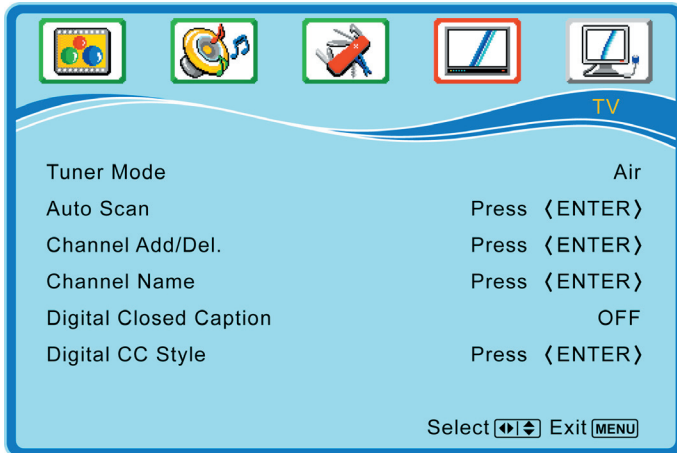 TV
Tuner Mode Air
Auto Scan Press 〈ENTER〉
Channel Add/Del. Press 〈ENTER〉
Channel Name Press 〈ENTER〉
Digital Closed Caption OFF
Digital CC Style Press 〈ENTER〉
Select Exit MENU